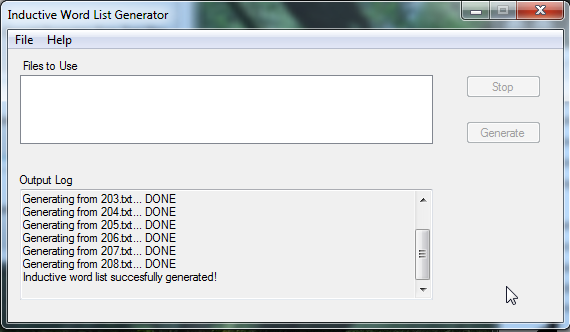 Inductive Word List Generator
File Help
Files to Use
Stop
Generate
Output Log
Generating from 203.txt... DONE
Generating from 204.txt... DONE
Generating from 205.txt... DONE
Generating from 206.txt... DONE
Generating from 207.txt... DONE
Generating from 208.txt... DONE
Inductive word list succesfully generated!